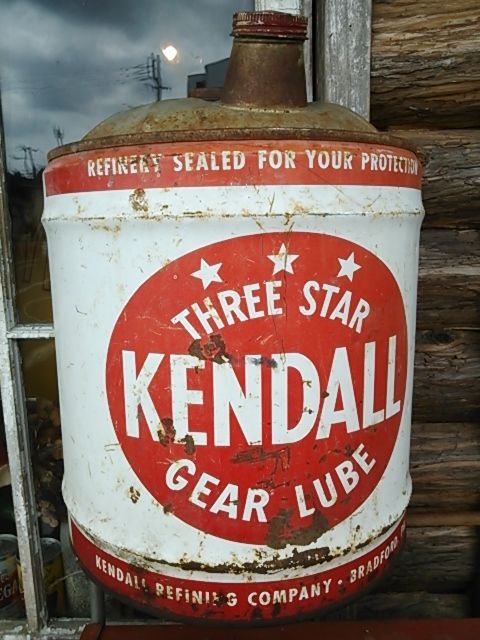 REFINERY SEALED FOR YOUR PROTECTION
THREE STAR
KENDALL
GEAR LUBE
KENDALL REFINING COMPANY • BRADFORD